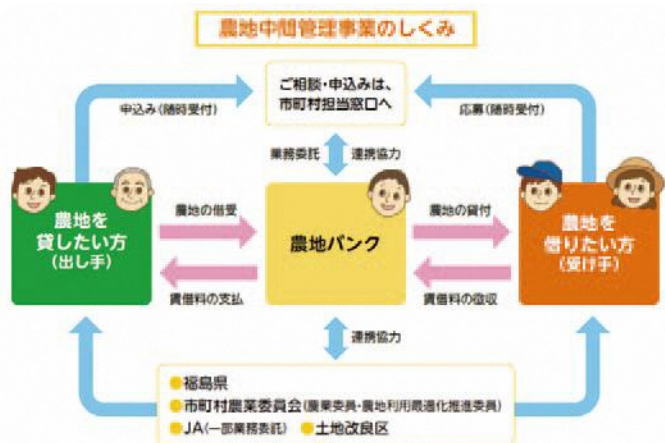 農地中間管理事業のしくみ
ご相談・申込みは、
市町村担当窓口へ
申込み(随時受付)
応募(随時受付)
業務委託
連携協力
農地を
貸したい方
(出し手)
農地の借受
賃借料の支払
農地バンク
農地の貸付
賃借料の徴収
農地を
借りたい方
(受け手)
連携協力
●福島県
●市町村農業委員会(農業委員・農地利用最適化推進委員)
●JA(一部業務委託) ●土地改良区